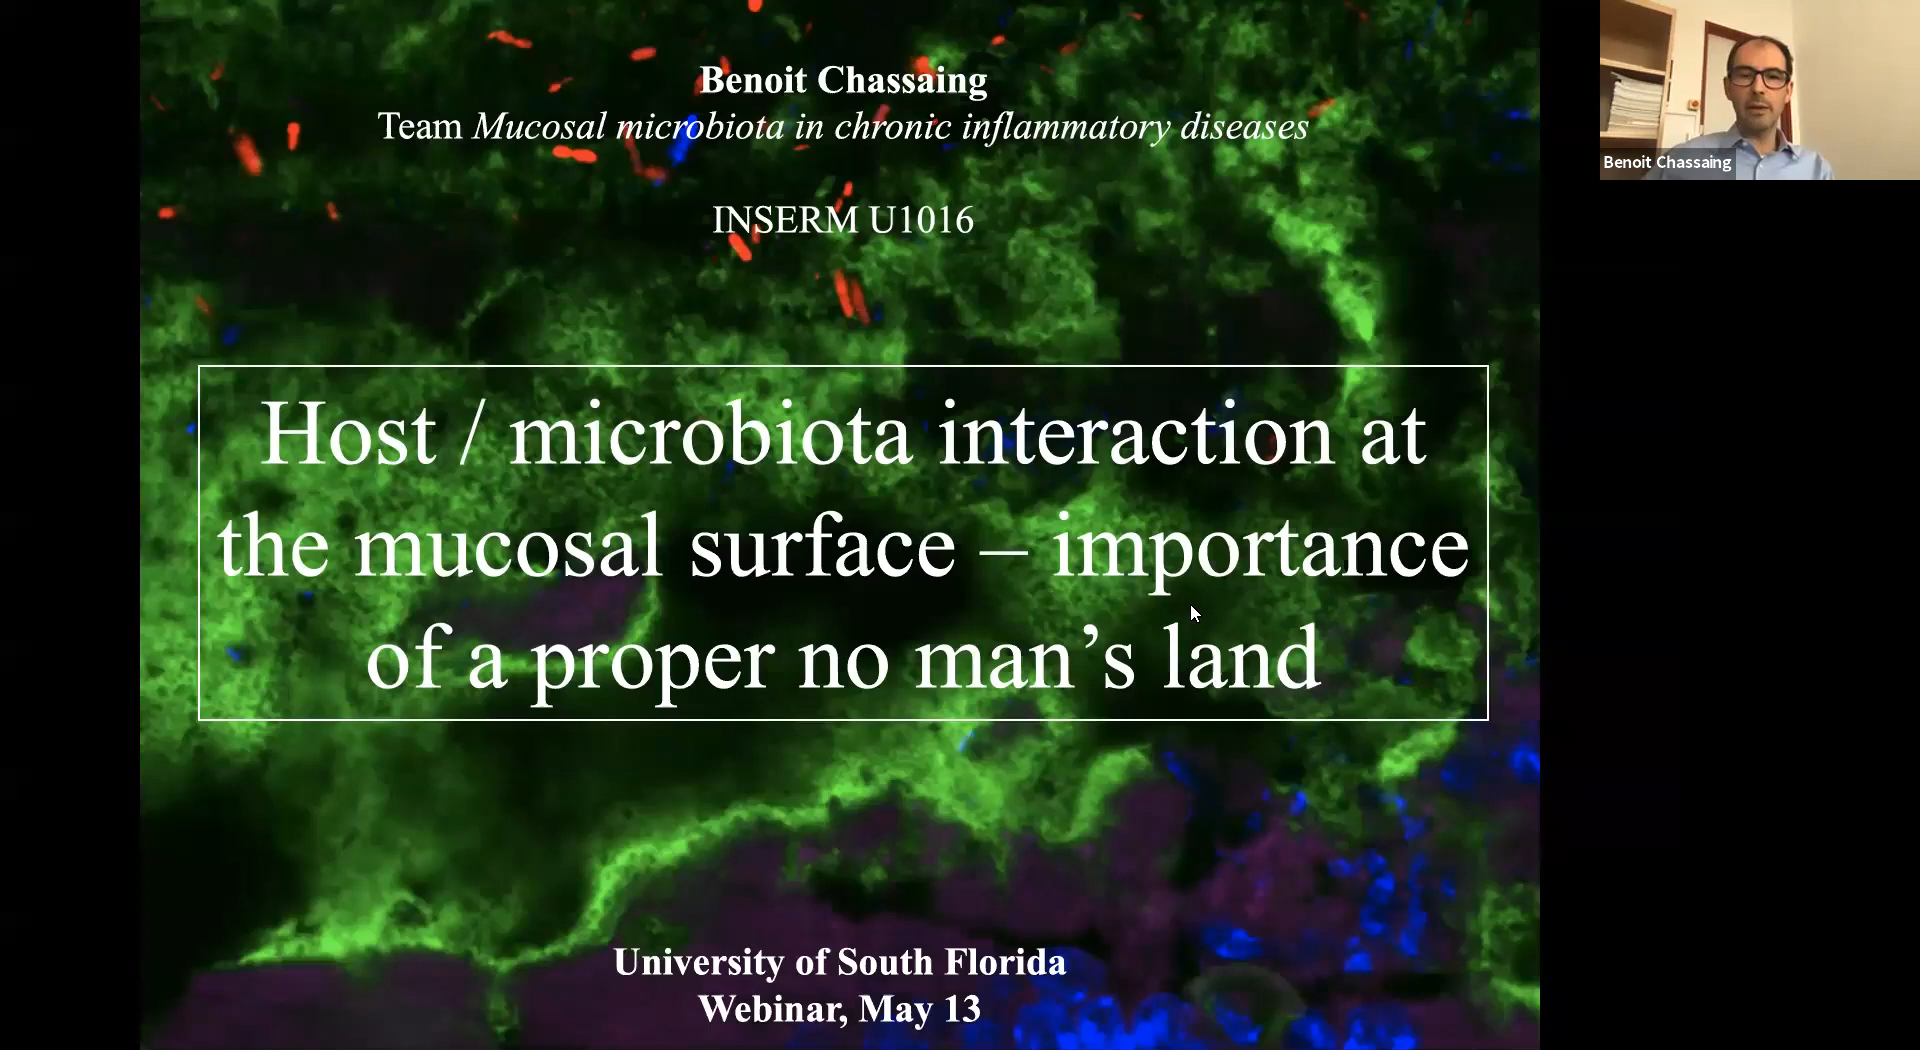 Benoit Chassaing
Team Mucosal microbiota in chronic inflammatory diseases
INSERM U1016
Host / microbiota interaction at
the mucosal surface – importance
of a proper no man’s land
University of South Florida
Webinar, May 13
Benoit Chassaing